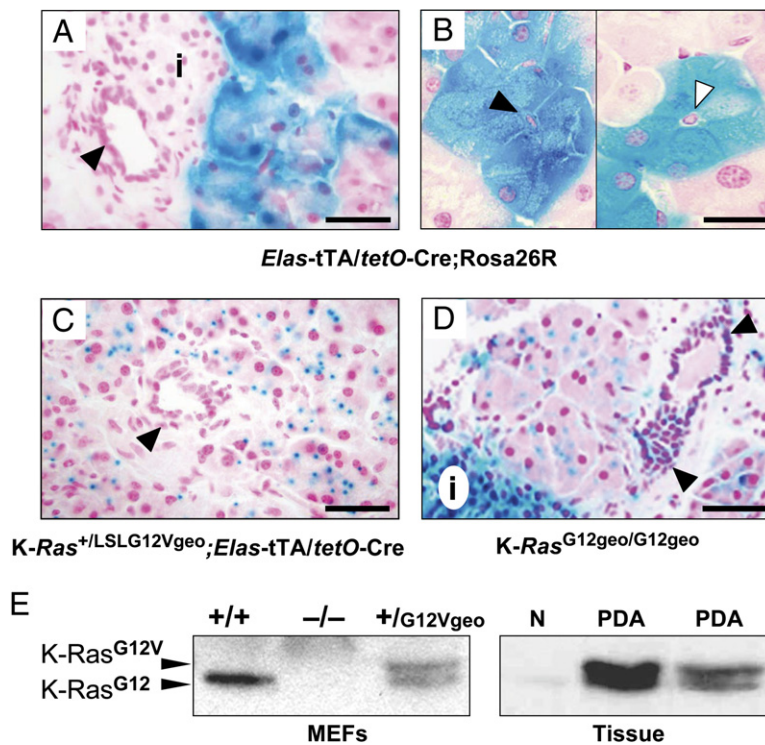 A
i
B
Elas-tTA/tetO-Cre;Rosa26R
C
D
i
K-Ras+/LSLG12Vgeo;Elas-tTA/tetO-Cre
K-RasG12geo/G12geo
E
+/+ –/– +/G12Vgeo
N PDA PDA
K-RasG12V
K-RasG12
MEFs
Tissue